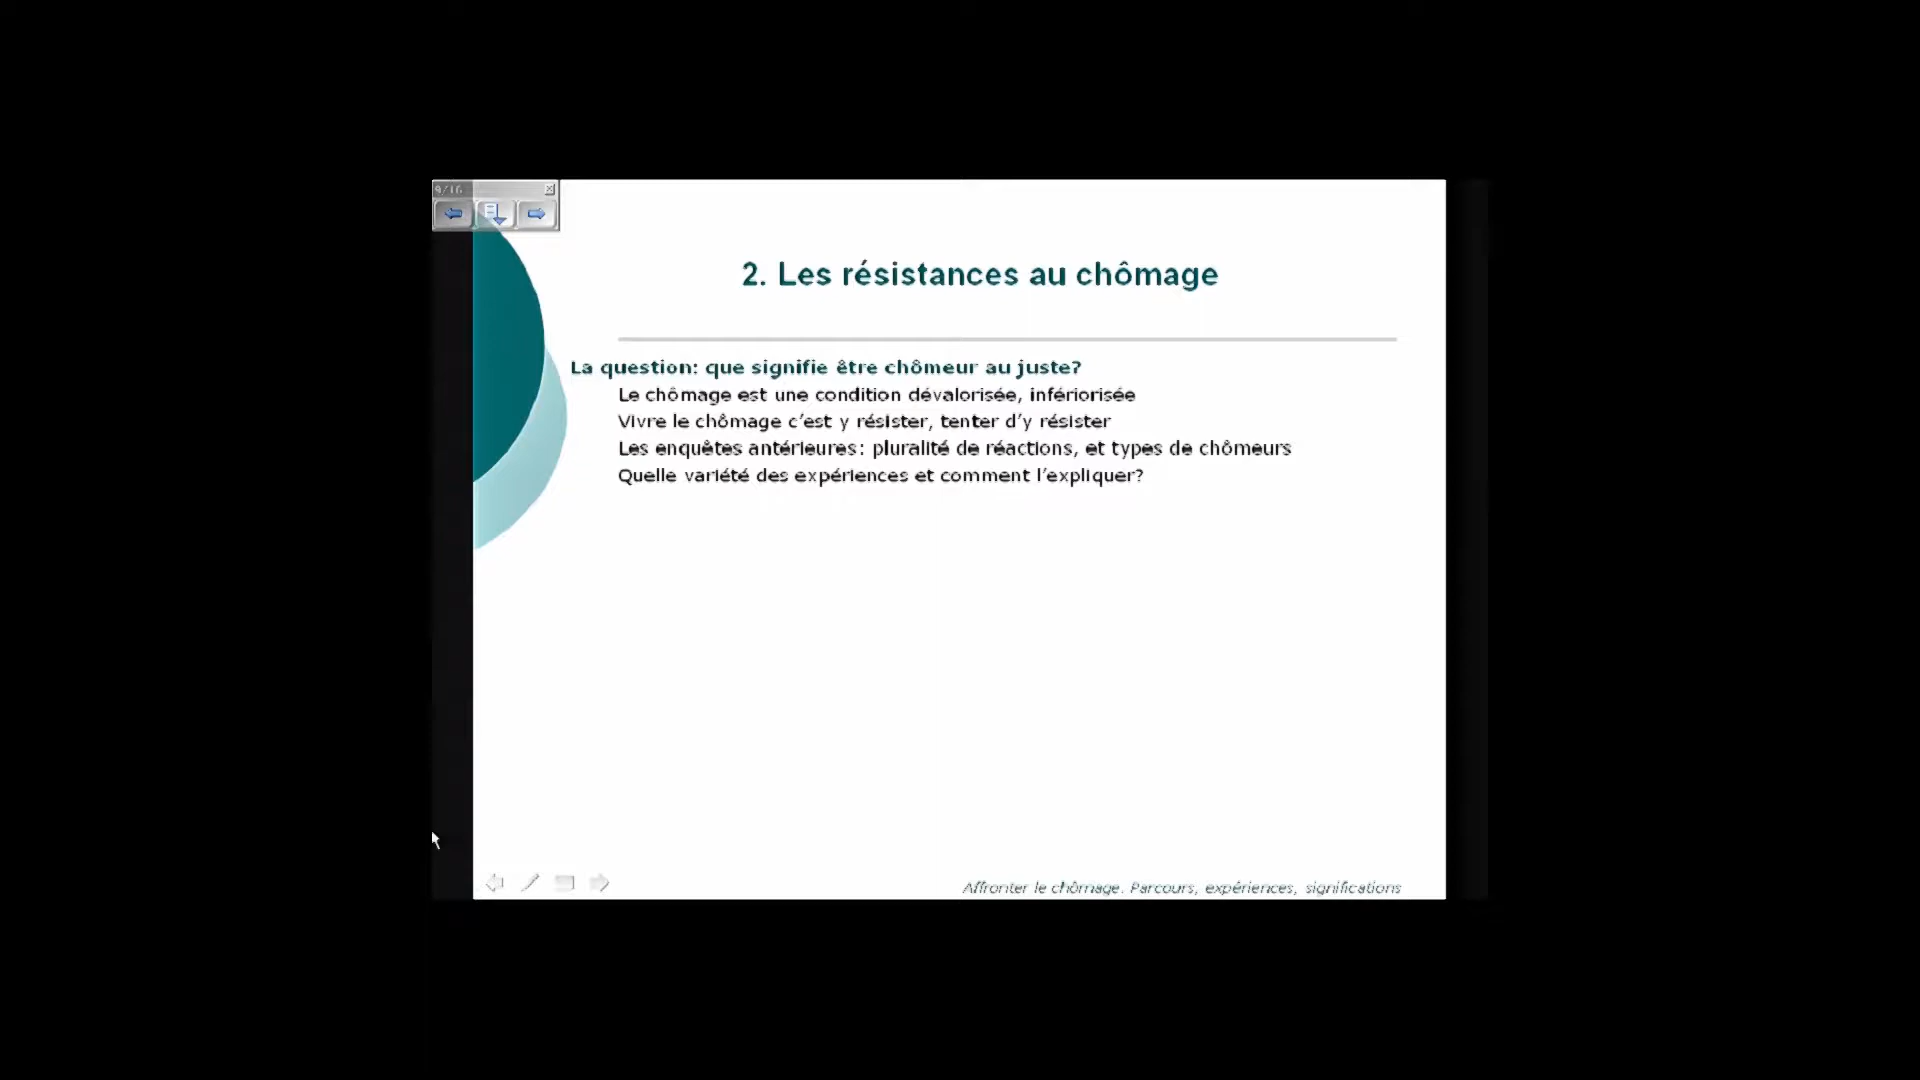 9/16
2. Les résistances au chômage
La question: que signifie être chômeur au juste?
Le chômage est une condition dévalorisée, infériorisée
Vivre le chômage c’est y résister, tenter d’y résister
Les enquêtes antérieures: pluralité de réactions, et types de chômeurs
Quelle variété des expériences et comment l’expliquer?
Affronter le chômage. Parcours, expériences, significations